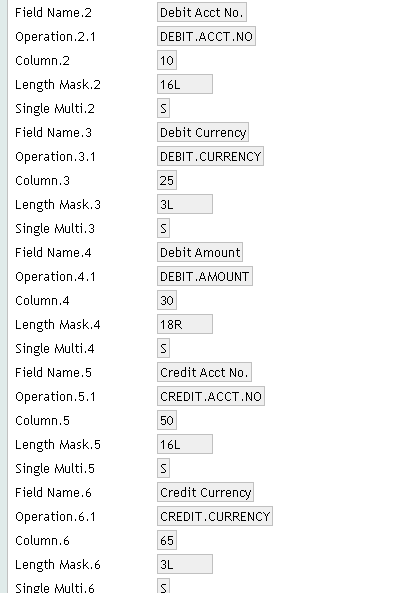 Field Name.2 Debit Acct No.
Operation.2.1 DEBIT.ACCT.NO
Column.2 10
Length Mask.2 16L
Single Multi.2 S
Field Name.3 Debit Currency
Operation.3.1 DEBIT.CURRENCY
Column.3 25
Length Mask.3 3L
Single Multi.3 S
Field Name.4 Debit Amount
Operation.4.1 DEBIT.AMOUNT
Column.4 30
Length Mask.4 18R
Single Multi.4 S
Field Name.5 Credit Acct No.
Operation.5.1 CREDIT.ACCT.NO
Column.5 50
Length Mask.5 16L
Single Multi.5 S
Field Name.6 Credit Currency
Operation.6.1 CREDIT.CURRENCY
Column.6 65
Length Mask.6 3L
Single Multi.6 S